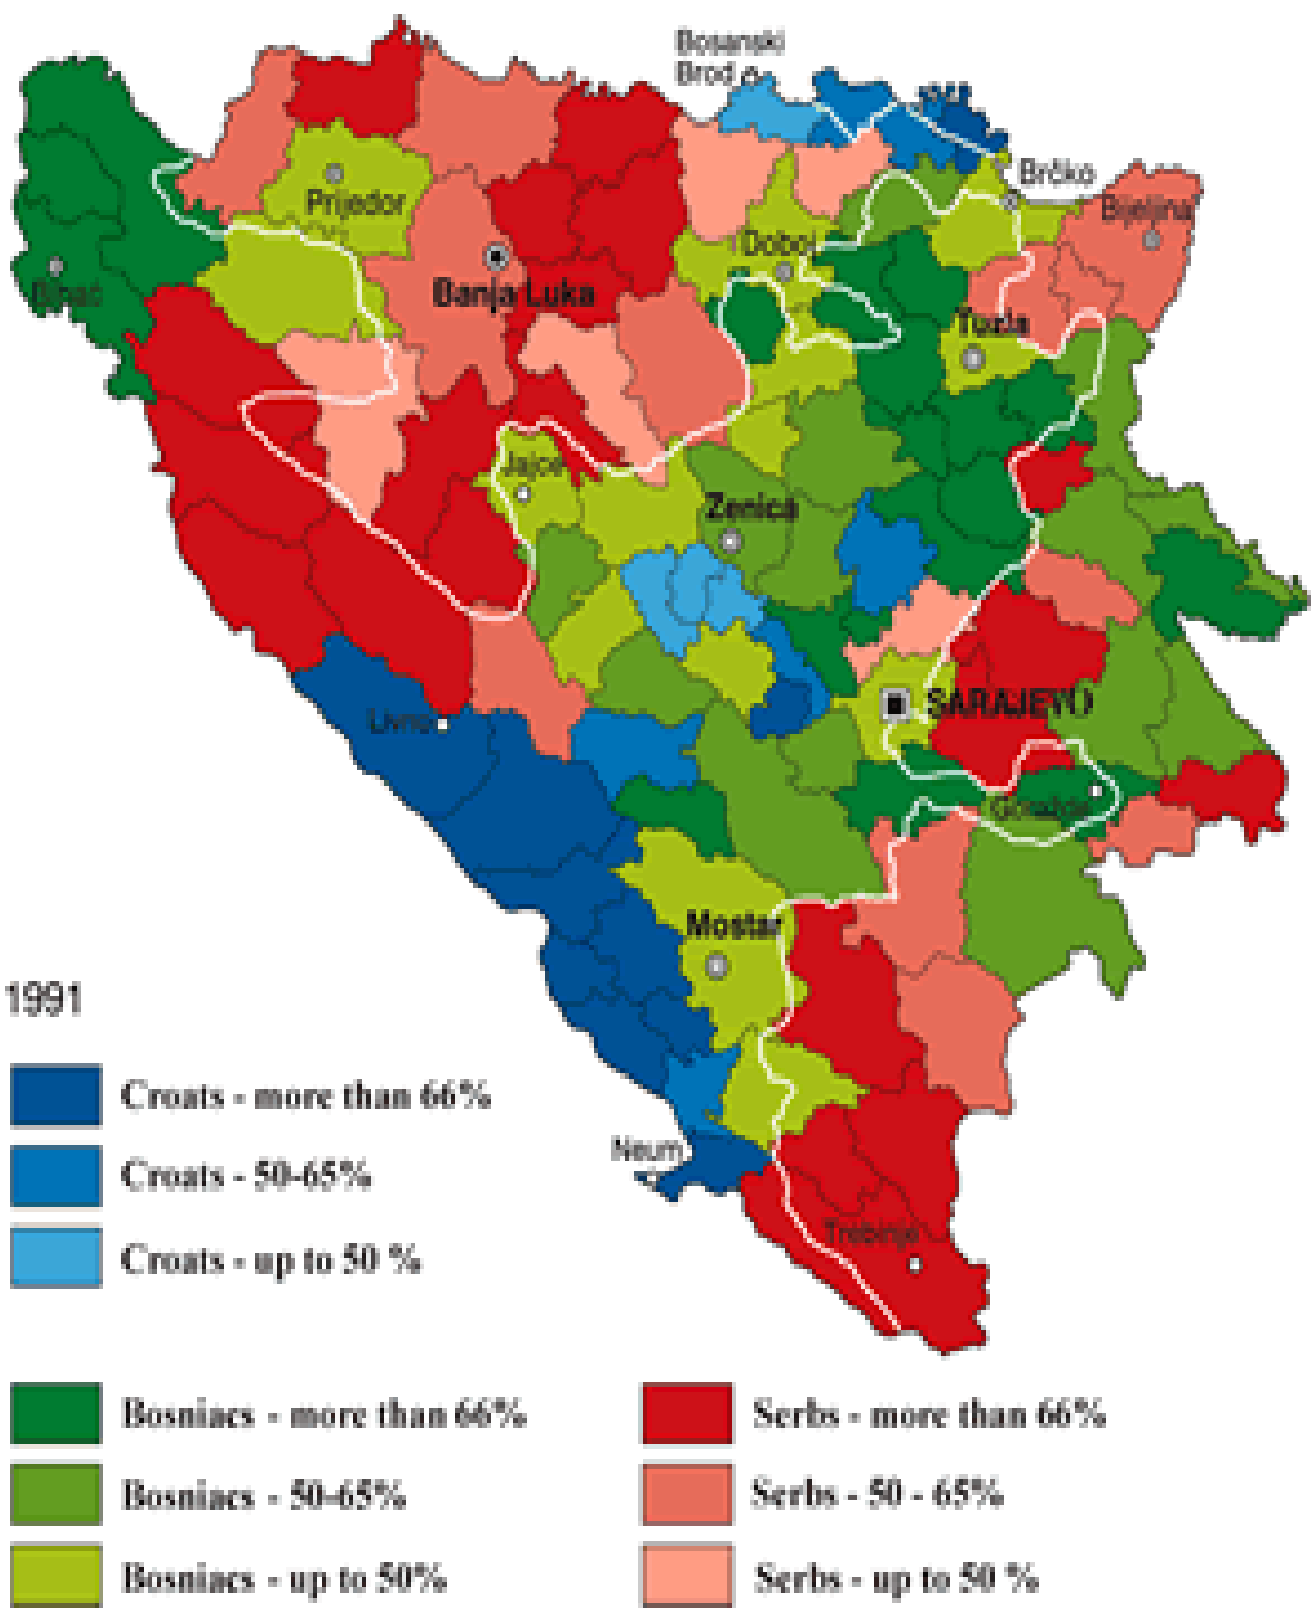 Bosanski
Brod
Brčko
Prijedor
Bijeljina
Doboj
Bihać
Banja Luka
Tuzla
Jajce
Zenica
SARAJEVO
Livno
Goražde
Mostar
1991
Croats - more than 66%
Neum
Croats - 50-65%
Trebinje
Croats - up to 50 %
Bosniacs - more than 66%
Serbs - more than 66%
Bosniacs - 50-65%
Serbs - 50 - 65%
Bosniacs - up to 50%
Serbs - up to 50 %